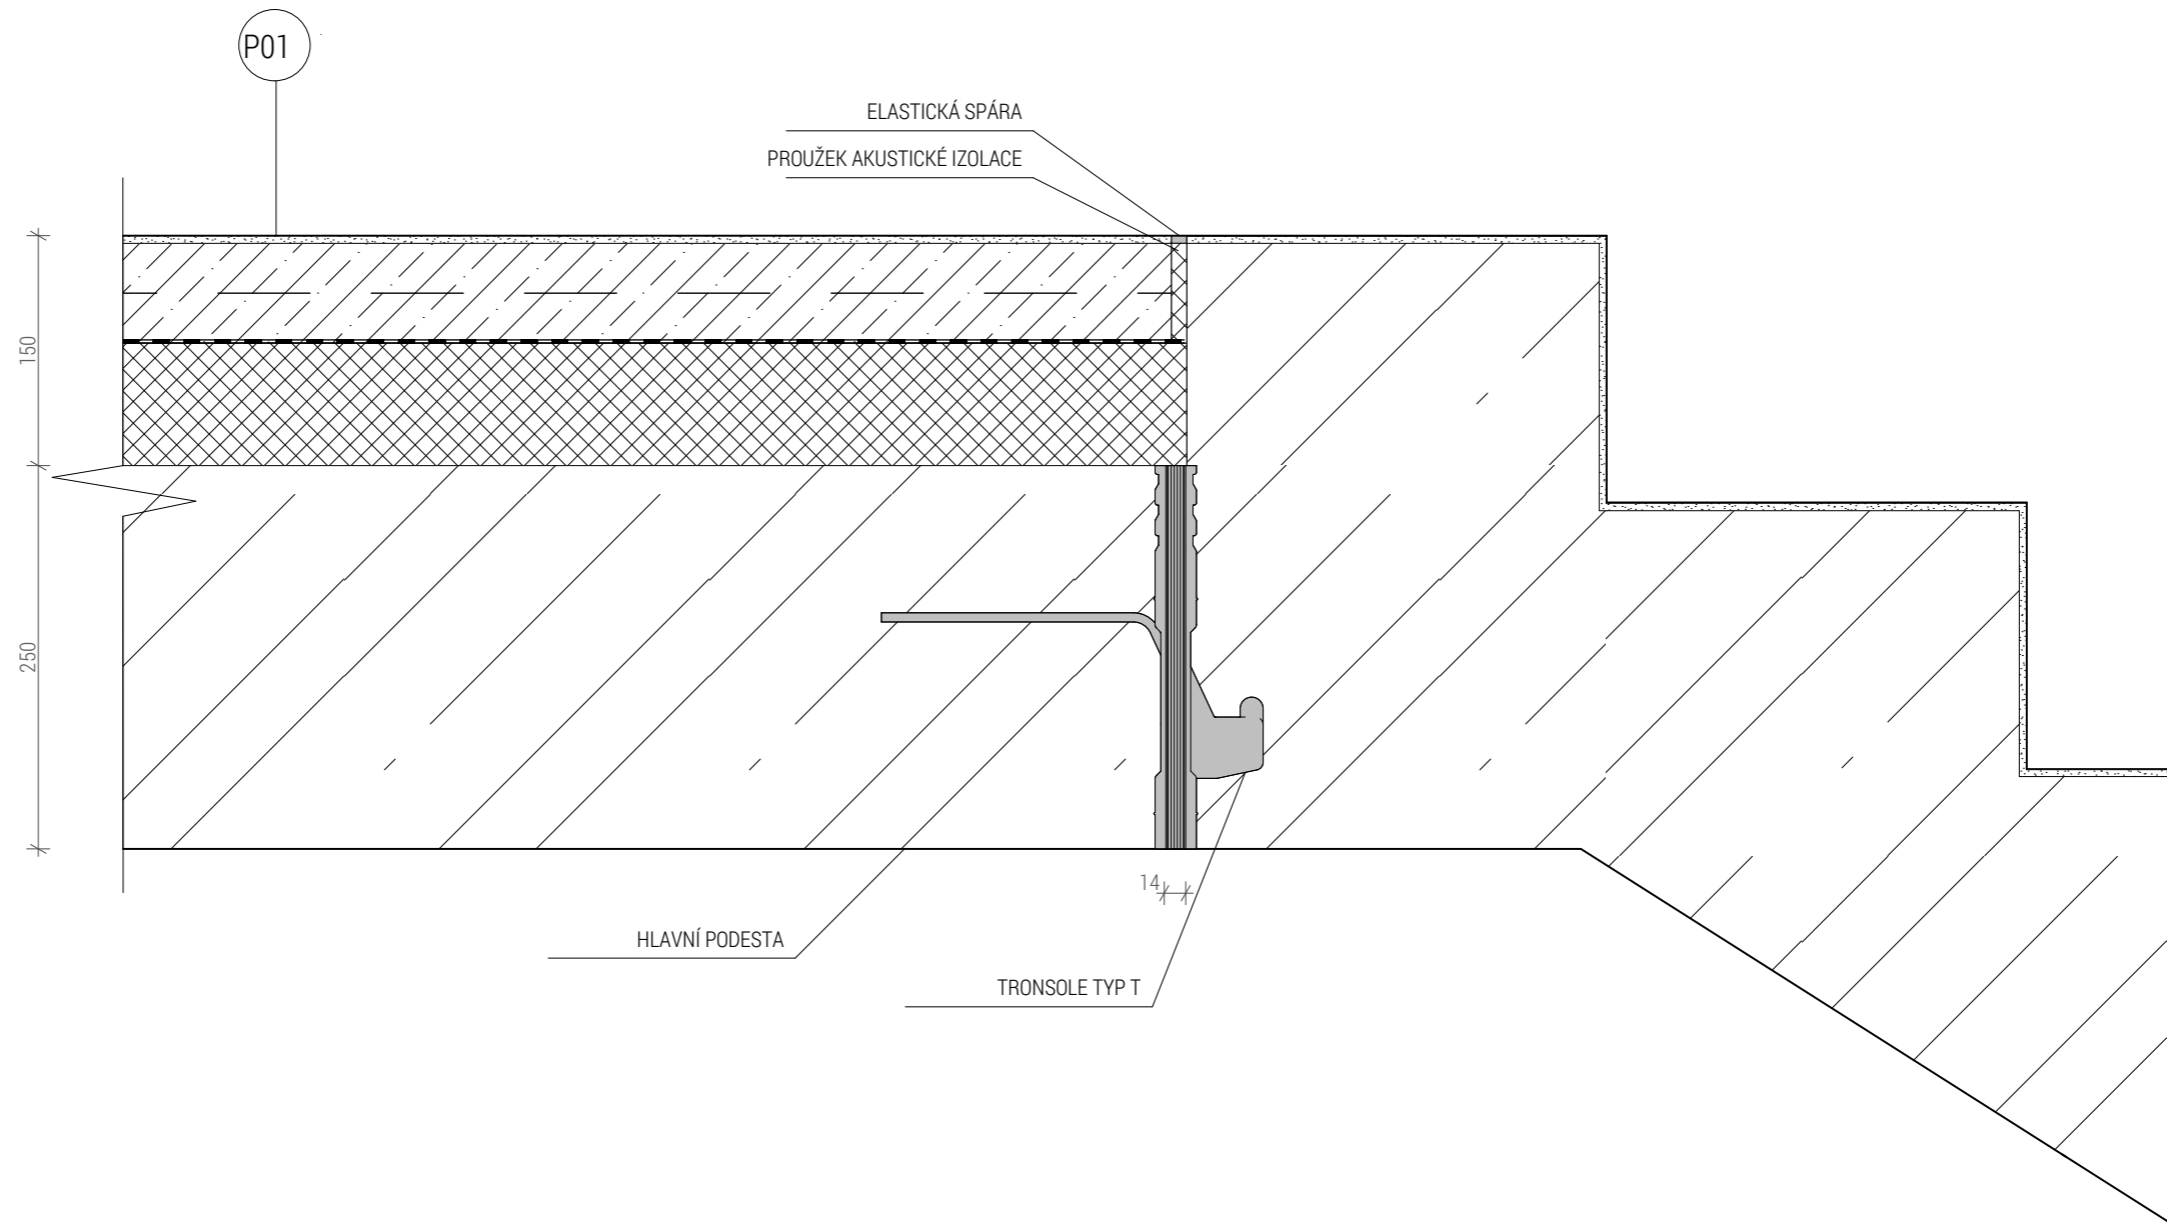 P01
ELASTICKÁ SPÁRA
PROUŽEK AKUSTICKÉ IZOLACE
150
250
14
HLAVNÍ PODESTA
TRONSOLE TYP T